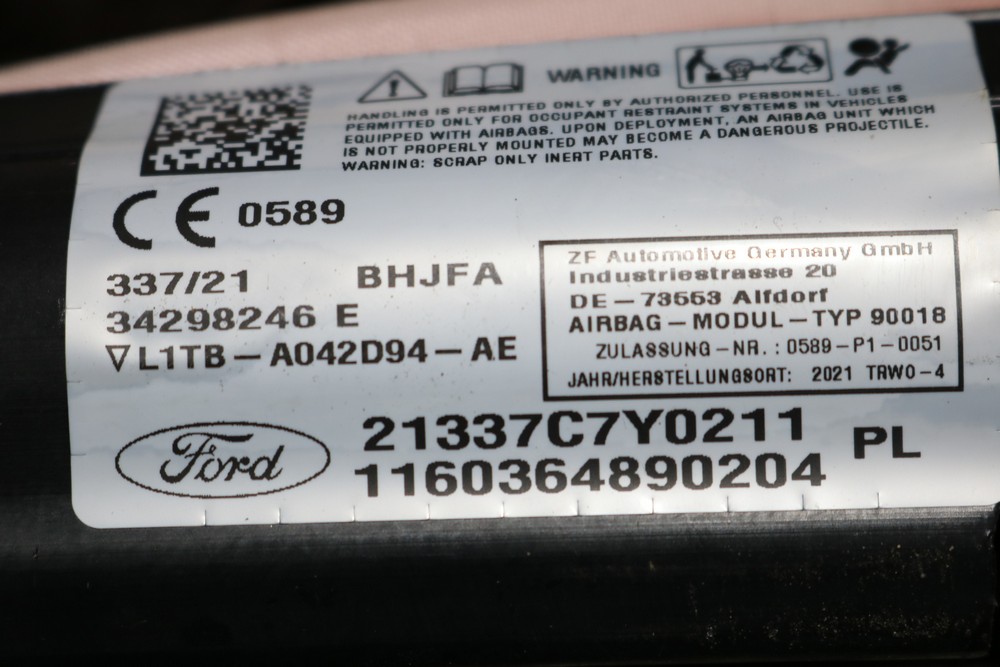 WARNING
HANDLING IS PERMITTED ONLY BY AUTHORIZED PERSONNEL. USE IS
PERMITTED ONLY FOR OCCUPANT RESTRAINT SYSTEMS IN VEHICLES
EQUIPPED WITH AIRBAGS. UPON DEPLOYMENT, AN AIRBAG UNIT WHICH
IS NOT PROPERLY MOUNTED MAY BECOME A DANGEROUS PROJECTILE.
WARNING: SCRAP ONLY INERT PARTS.
CE 0589
337/21 BHJFA
34298246 E
▽L1TB-A042D94-AE
ZF Automotive Germany GmbH
Industriestrasse 20
DE-73553 Alfdorf
AIRBAG-MODUL-TYP 90018
ZULASSUNG-NR.: 0589-P1-0051
JAHR/HERSTELLUNGSORT: 2021 TRWO-4
Ford
21337C7Y0211
1160364890204
PL